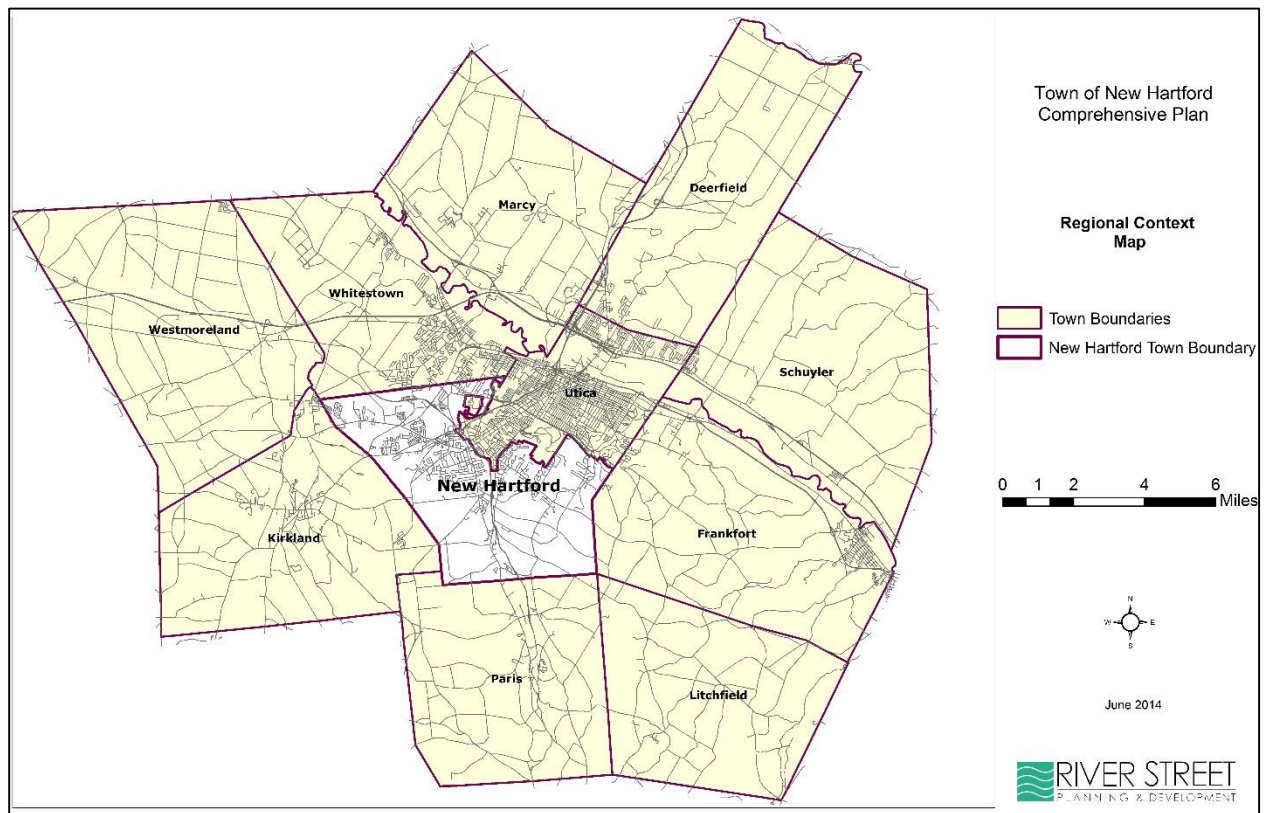 Town of New Hartford
Comprehensive Plan
Regional Context
Map
Town Boundaries
New Hartford Town Boundary
0 1 2 4 6
Miles
N
W E
S
June 2014
RIVER STREET
PLANNING & DEVELOPMENT
Deerfield
Marcy
Whitestown
Westmoreland
Schuyler
Utica
New Hartford
Kirkland
Frankfort
Paris
Litchfield